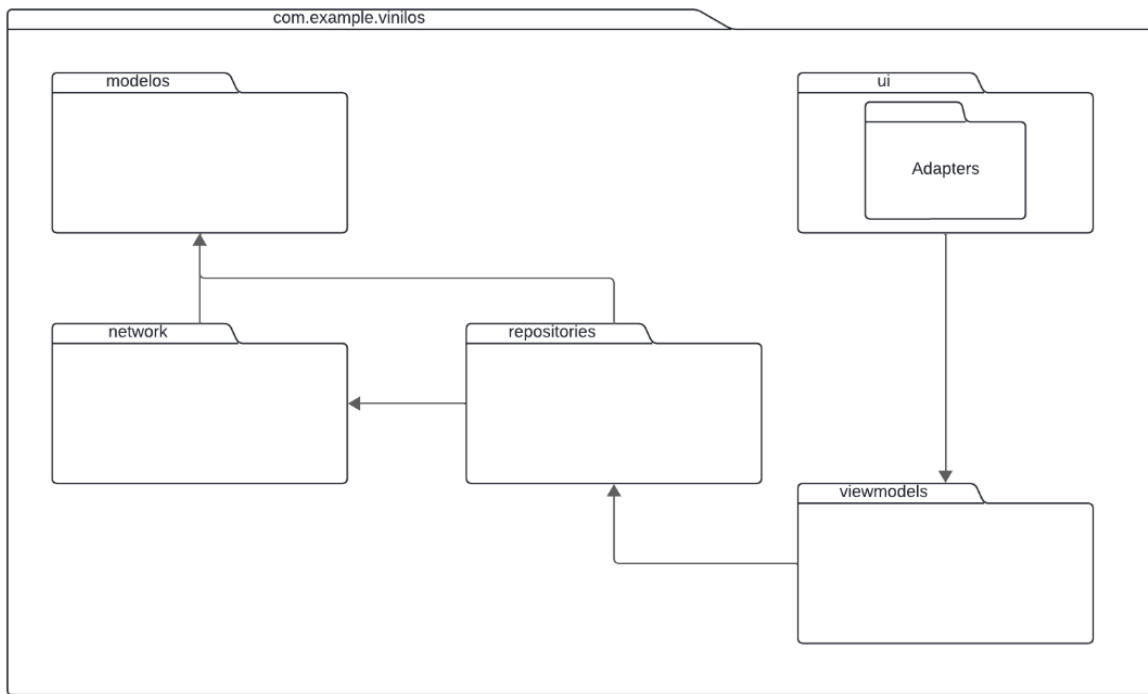 com.example.vinilos
modelos
ui
Adapters
network
repositories
viewmodels